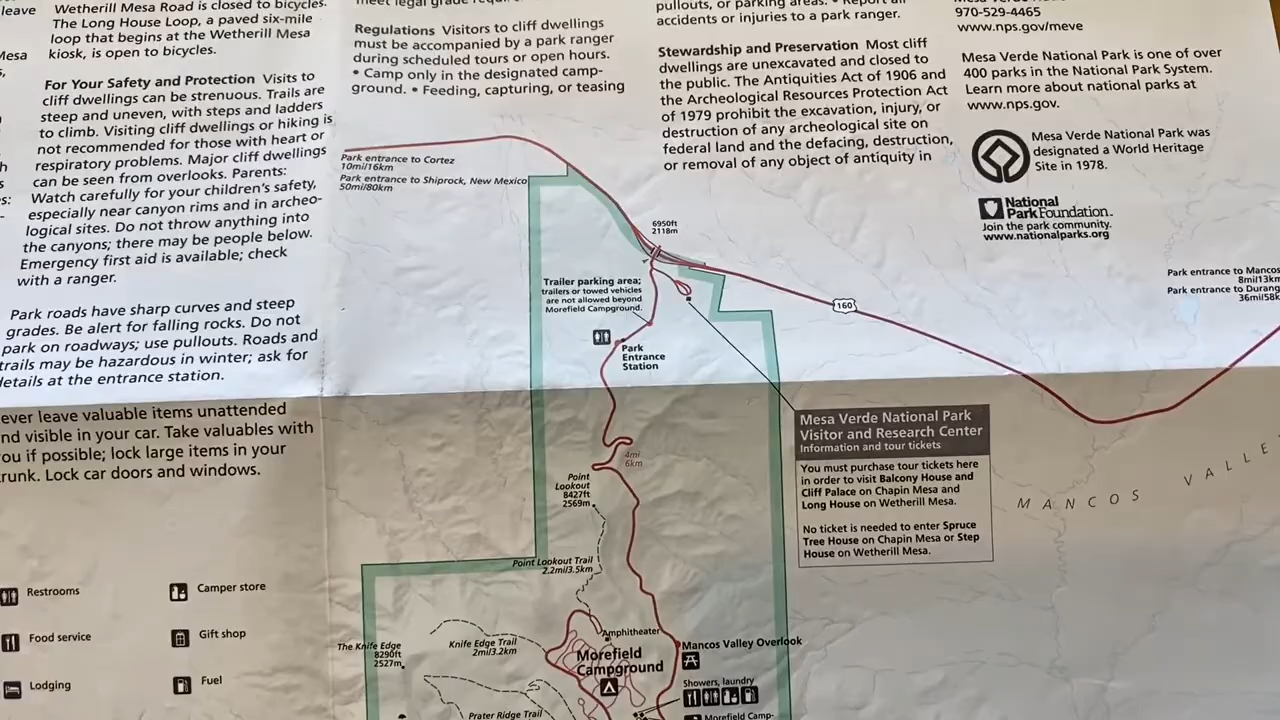 leave
Mesa
Wetherill Mesa Road is closed to bicycles.
The Long House Loop, a paved six-mile
loop that begins at the Wetherill Mesa
kiosk, is open to bicycles.
For Your Safety and Protection Visits to
cliff dwellings can be strenuous. Trails are
steep and uneven, with steps and ladders
to climb. Visiting cliff dwellings or hiking is
not recommended for those with heart or
respiratory problems. Major cliff dwellings
can be seen from overlooks. Parents:
Watch carefully for your children's safety,
especially near canyon rims and in archeo-
logical sites. Do not throw anything into
the canyons; there may be people below.
Emergency first aid is available; check
with a ranger.
Park roads have sharp curves and steep
grades. Be alert for falling rocks. Do not
park on roadways; use pullouts. Roads and
trails may be hazardous in winter; ask for
details at the entrance station.
ever leave valuable items unattended
nd visible in your car. Take valuables with
ou if possible; lock large items in your
runk. Lock car doors and windows.
Restrooms
Camper store
Food service
Gift shop
Lodging
Fuel
Regulations Visitors to cliff dwellings
must be accompanied by a park ranger
during scheduled tours or open hours.
• Camp only in the designated camp-
ground. • Feeding, capturing, or teasing
pullouts, or parking areas. • Report all
accidents or injuries to a park ranger.
Stewardship and Preservation Most cliff
dwellings are unexcavated and closed to
the public. The Antiquities Act of 1906 and
the Archeological Resources Protection Act
of 1979 prohibit the excavation, injury, or
destruction of any archeological site on
federal land and the defacing, destruction,
or removal of any object of antiquity in
970-529-4465
www.nps.gov/meve
Mesa Verde National Park is one of over
400 parks in the National Park System.
Learn more about national parks at
www.nps.gov.
Mesa Verde National Park was
designated a World Heritage
Site in 1978.
National
Park Foundation.
Join the park community.
www.nationalparks.org
Park entrance to Cortez
10mi/16km
Park entrance to Shiprock, New Mexico
50mi/80km
6950ft
2118m
Park entrance to Mancos
8mi/13km
Park entrance to Durang
36mi/58k
Trailer parking area;
trailers or towed vehicles
are not allowed beyond
Morefield Campground.
160
Park
Entrance
Station
Mesa Verde National Park
Visitor and Research Center
Information and tour tickets
You must purchase tour tickets here
in order to visit Balcony House and
Cliff Palace on Chapin Mesa and
Long House on Wetherill Mesa.
No ticket is needed to enter Spruce
Tree House on Chapin Mesa or Step
House on Wetherill Mesa.
4mi
6km
Point
Lookout
8427ft
2569m
MANCOS VALLE
Point Lookout Trail
2.2mi/3.5km
Amphitheater
The Knife Edge
8290ft
2527m
Knife Edge Trail
2mi/3.2km
Morefield
Campground
Mancos Valley Overlook
Showers, laundry
Prater Ridge Trail
Morefield Camp-